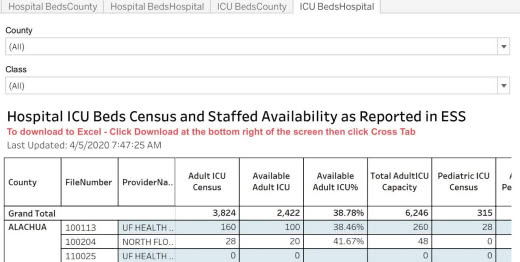 Hospital BedsCounty Hospital BedsHospital ICU BedsCounty ICU BedsHospital
County
(All)
Class
(All)
Hospital ICU Beds Census and Staffed Availability as Reported in ESS
To download to Excel - Click Download at the bottom right of the screen then click Cross Tab
Last Updated: 4/5/2020 7:47:25 AM
County FileNumber ProviderNa.. Adult ICU Census Available Adult ICU Available Adult ICU% Total AdultICU Capacity Pediatric ICU Census
Grand Total 3,824 2,422 38.78% 6,246 315
ALACHUA 100113 UF HEALTH .. 160 100 38.46% 260 28
100204 NORTH FLO.. 28 20 41.67% 48 0
110025 UF HEALTH .. 0 0 0 0